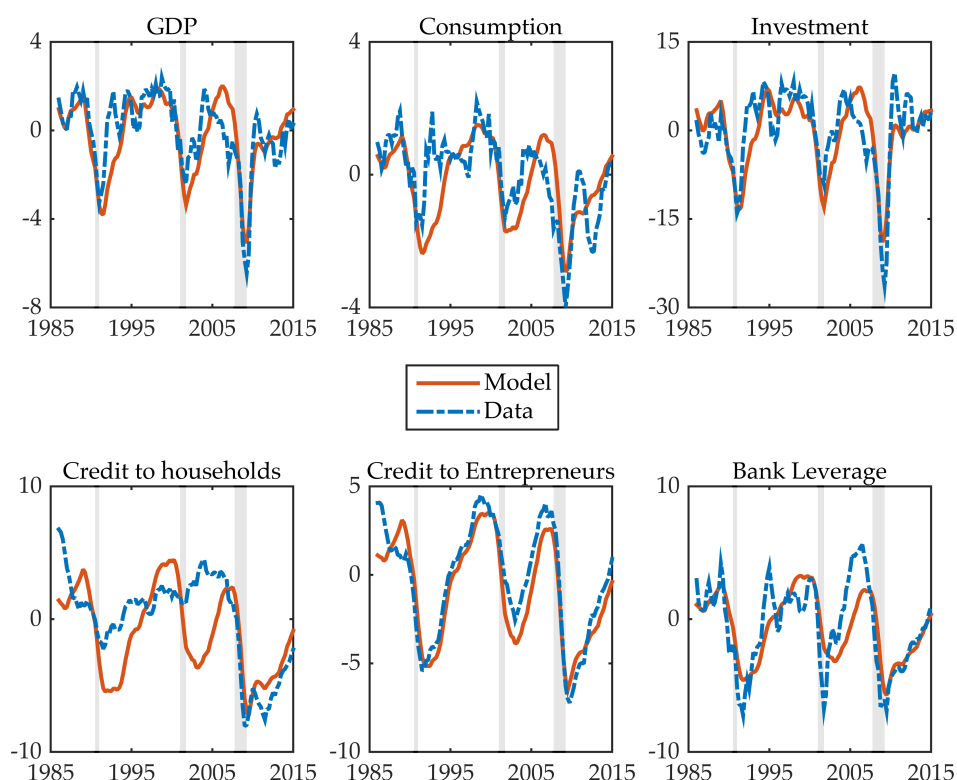 GDP
4
0
-4
-8
1985 1995 2005 2015
Consumption
4
0
-4
1985 1995 2005 2015
Investment
15
0
-15
-30
1985 1995 2005 2015
Model
Data
Credit to households
10
0
-10
1985 1995 2005 2015
Credit to Entrepreneurs
5
0
-5
-10
1985 1995 2005 2015
Bank Leverage
10
0
-10
1985 1995 2005 2015